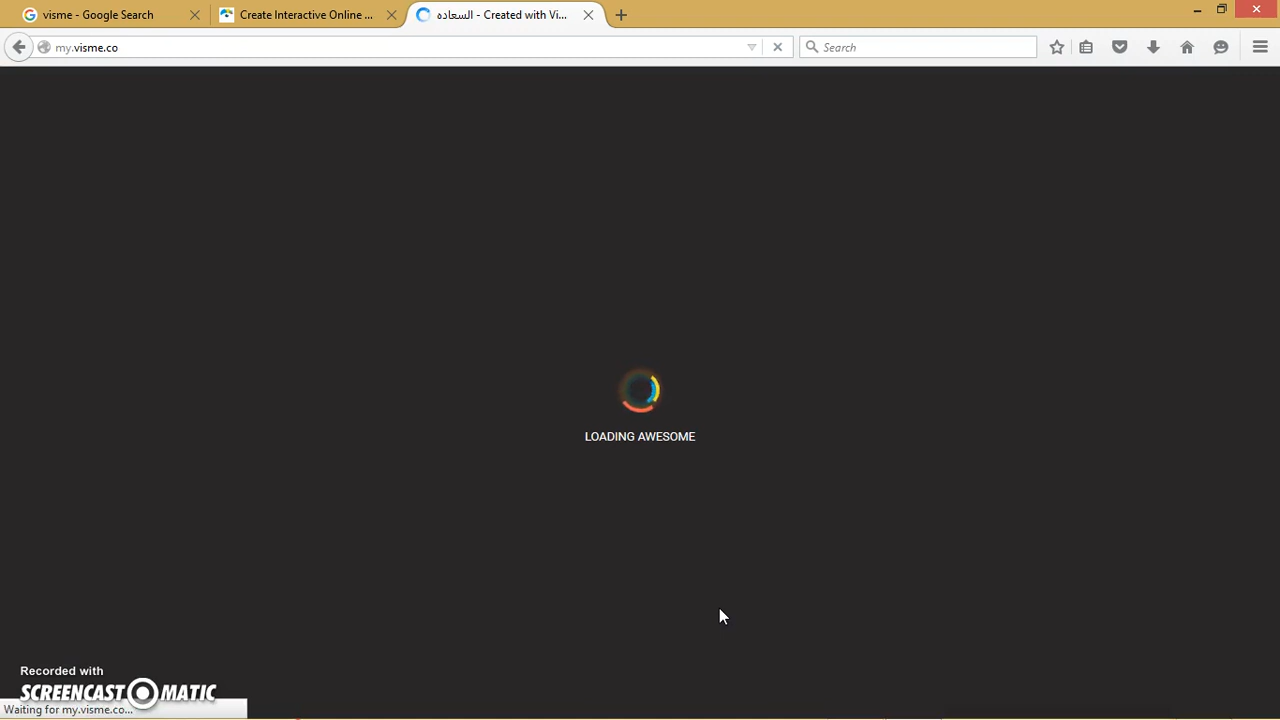 visme - Google Search
Create Interactive Online ...
السعاده - Created with Vi...
my.visme.co
Search
LOADING AWESOME
Recorded with
SCREENCAST MATIC
Waiting for my.visme.co...